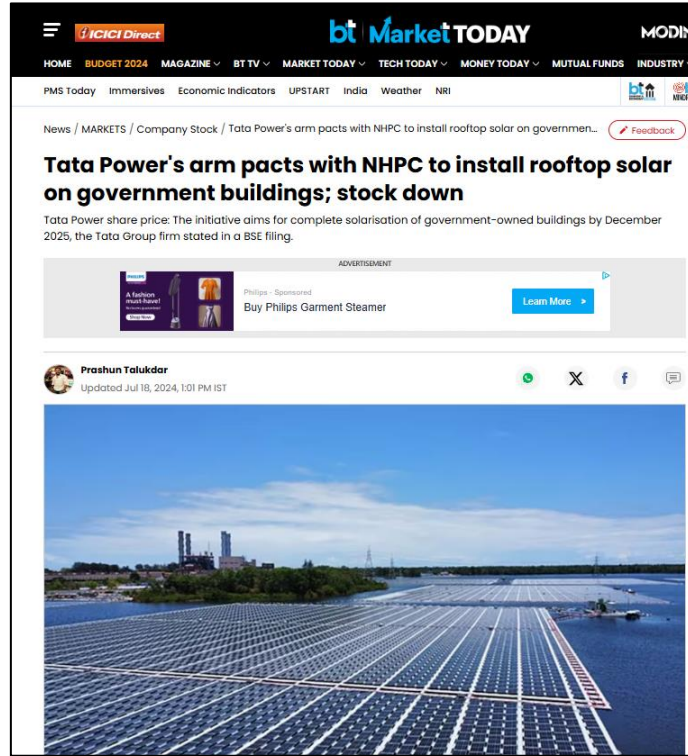 ICICI Direct
bt Market TODAY
HOME BUDGET 2024 MAGAZINE BT TV MARKET TODAY TECH TODAY MONEY TODAY MUTUAL FUNDS INDUSTRY
PMS Today Immersives Economic Indicators UPSTART India Weather NRI
News / MARKETS / Company Stock / Tata Power's arm pacts with NHPC to install rooftop solar on governmen...
Feedback
Tata Power's arm pacts with NHPC to install rooftop solar
on government buildings; stock down
Tata Power share price: The initiative aims for complete solarisation of government-owned buildings by December
2025, the Tata Group firm stated in a BSE filing.
ADVERTISEMENT
PHILIPS
A fashion
must-have!
Shop Now
Philips - Sponsored
Buy Philips Garment Steamer
Learn More >
Prashun Talukdar
Updated Jul 18, 2024, 1:01 PM IST